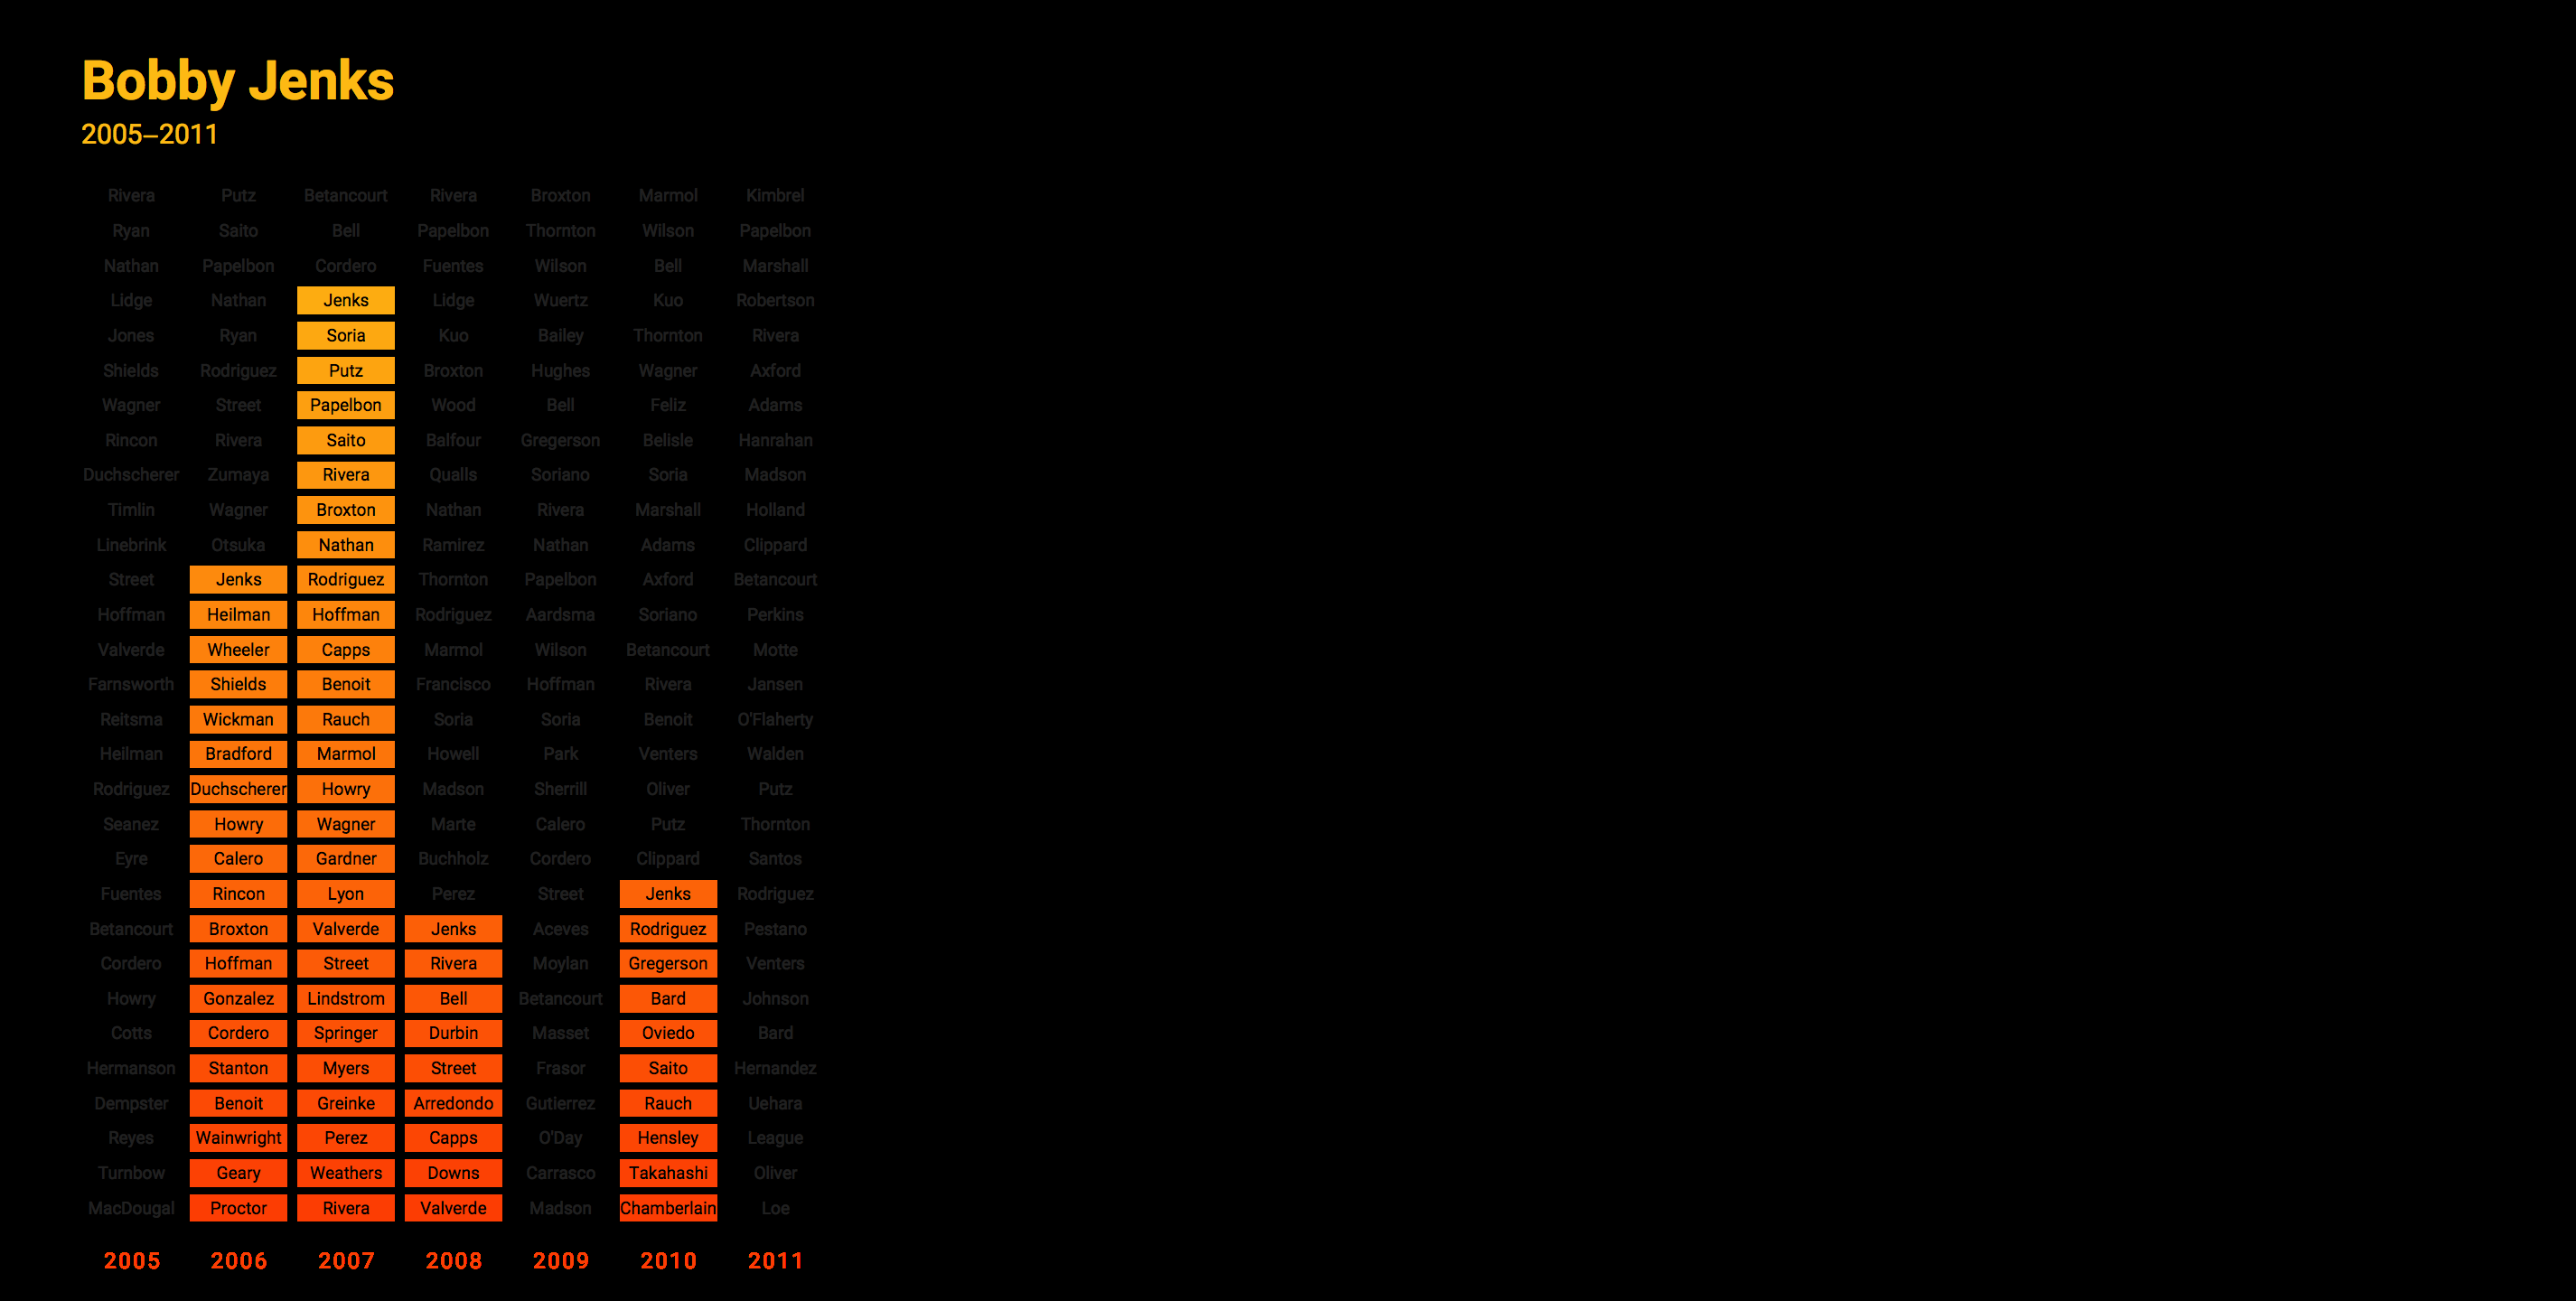 Bobby Jenks
2005–2011
Rivera Putz Betancourt Rivera Broxton Marmol Kimbrel
Ryan Saito Bell Papelbon Thornton Wilson Papelbon
Nathan Papelbon Cordero Fuentes Wilson Bell Marshall
Lidge Nathan Jenks Lidge Wuertz Kuo Robertson
Jones Ryan Soria Kuo Bailey Thornton Rivera
Shields Rodriguez Putz Broxton Hughes Wagner Axford
Wagner Street Papelbon Wood Bell Feliz Adams
Rincon Rivera Saito Balfour Gregerson Belisle Hanrahan
Duchscherer Zumaya Rivera Qualls Soriano Soria Madson
Timlin Wagner Broxton Nathan Rivera Marshall Holland
Linebrink Otsuka Nathan Ramirez Nathan Adams Clippard
Street Jenks Rodriguez Thornton Papelbon Axford Betancourt
Hoffman Heilman Hoffman Rodriguez Aardsma Soriano Perkins
Valverde Wheeler Capps Marmol Wilson Betancourt Motte
Farnsworth Shields Benoit Francisco Hoffman Rivera Jansen
Reitsma Wickman Rauch Soria Soria Benoit O'Flaherty
Heilman Bradford Marmol Howell Park Venters Walden
Rodriguez Duchscherer Howry Madson Sherrill Oliver Putz
Seanez Howry Wagner Marte Calero Putz Thornton
Eyre Calero Gardner Buchholz Cordero Clippard Santos
Fuentes Rincon Lyon Perez Street Jenks Rodriguez
Betancourt Broxton Valverde Jenks Aceves Rodriguez Pestano
Cordero Hoffman Street Rivera Moylan Gregerson Venters
Howry Gonzalez Lindstrom Bell Betancourt Bard Johnson
Cotts Cordero Springer Durbin Masset Oviedo Bard
Hermanson Stanton Myers Street Frasor Saito Hernandez
Dempster Benoit Greinke Arredondo Gutierrez Rauch Uehara
Reyes Wainwright Perez Capps O'Day Hensley League
Turnbow Geary Weathers Downs Carrasco Takahashi Oliver
MacDougal Proctor Rivera Valverde Madson Chamberlain Loe
2005 2006 2007 2008 2009 2010 2011